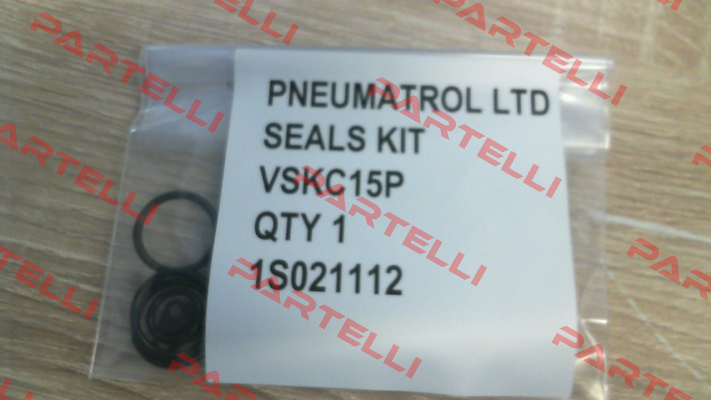 PNEUMATROL LTD
SEALS KIT
VSKC15P
QTY 1
1S021112
PARTELLI
PARTELLI
PARTELLI
PARTELLI
PARTELLI
PARTELLI